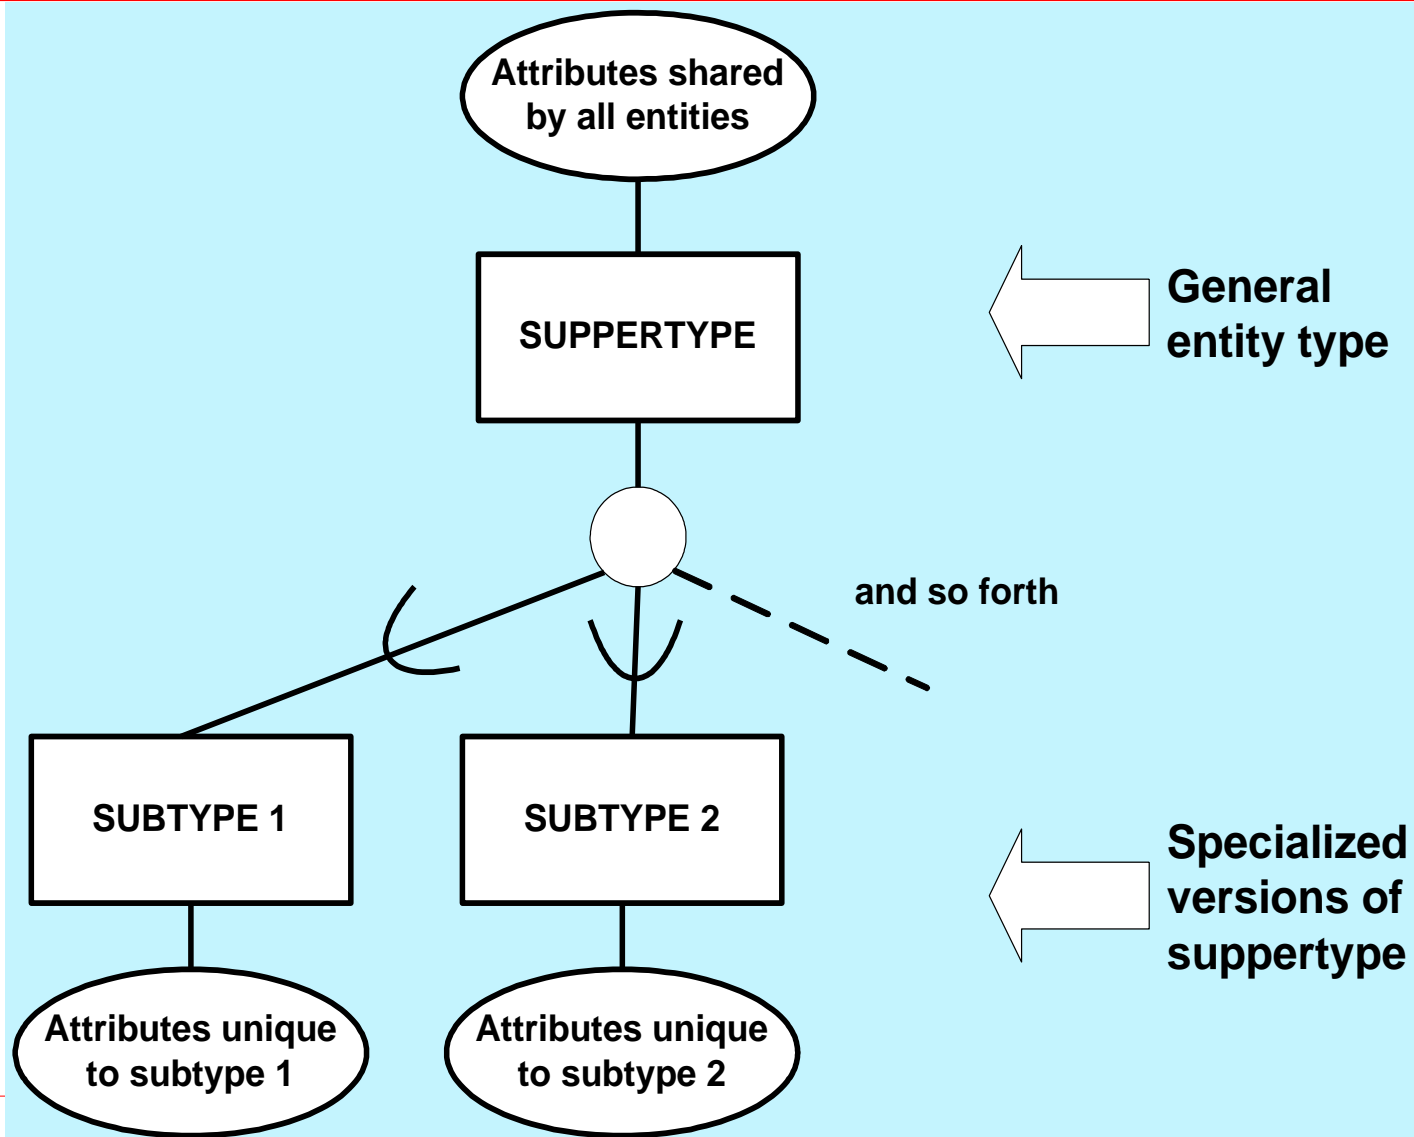 Attributes shared
by all entities
SUPPERTYPE
General
entity type
and so forth
SUBTYPE 1
SUBTYPE 2
Specialized
versions of
suppertype
Attributes unique
to subtype 1
Attributes unique
to subtype 2